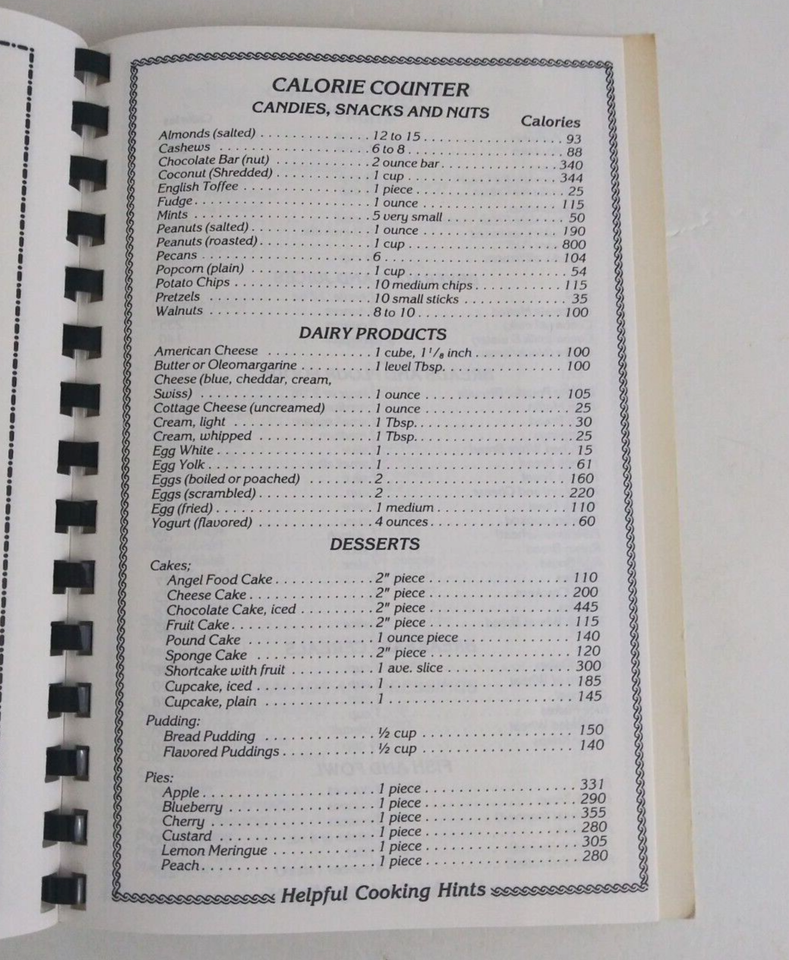 CALORIE COUNTER
CANDIES, SNACKS AND NUTS
Calories
Almonds (salted) . . . . . . . . . . . . . 12 to 15 . . . . . . . . . . . . . . . . . 93
Cashews . . . . . . . . . . . . . . . . . . 6 to 8 . . . . . . . . . . . . . . . . . . . 88
Chocolate Bar (nut) . . . . . . . . . . . 2 ounce bar . . . . . . . . . . . . . . 340
Coconut (Shredded) . . . . . . . . . . . 1 cup . . . . . . . . . . . . . . . . . . . 344
English Toffee . . . . . . . . . . . . . . . 1 piece . . . . . . . . . . . . . . . . . . 25
Fudge . . . . . . . . . . . . . . . . . . . . 1 ounce . . . . . . . . . . . . . . . . . 115
Mints . . . . . . . . . . . . . . . . . . . . 5 very small . . . . . . . . . . . . . . 50
Peanuts (salted) . . . . . . . . . . . . . 1 ounce . . . . . . . . . . . . . . . . . 190
Peanuts (roasted) . . . . . . . . . . . . 1 cup . . . . . . . . . . . . . . . . . . . 800
Pecans . . . . . . . . . . . . . . . . . . . 6 . . . . . . . . . . . . . . . . . . . . . 104
Popcorn (plain) . . . . . . . . . . . . . 1 cup . . . . . . . . . . . . . . . . . . . 54
Potato Chips . . . . . . . . . . . . . . . 10 medium chips . . . . . . . . . . . 115
Pretzels . . . . . . . . . . . . . . . . . . 10 small sticks . . . . . . . . . . . . . 35
Walnuts . . . . . . . . . . . . . . . . . . 8 to 10 . . . . . . . . . . . . . . . . . 100
DAIRY PRODUCTS
American Cheese . . . . . . . . . . . . 1 cube, 1 1/8 inch . . . . . . . . . . . 100
Butter or Oleomargarine . . . . . . . . 1 level Tbsp. . . . . . . . . . . . . . . 100
Cheese (blue, cheddar, cream,
Swiss) . . . . . . . . . . . . . . . . . . 1 ounce . . . . . . . . . . . . . . . . . 105
Cottage Cheese (uncreamed) . . . . . 1 ounce . . . . . . . . . . . . . . . . . . 25
Cream, light . . . . . . . . . . . . . . . 1 Tbsp. . . . . . . . . . . . . . . . . . . 30
Cream, whipped . . . . . . . . . . . . . 1 Tbsp. . . . . . . . . . . . . . . . . . . 25
Egg White . . . . . . . . . . . . . . . . . 1 . . . . . . . . . . . . . . . . . . . . . . 15
Egg Yolk . . . . . . . . . . . . . . . . . . 1 . . . . . . . . . . . . . . . . . . . . . . 61
Eggs (boiled or poached) . . . . . . . 2 . . . . . . . . . . . . . . . . . . . . . 160
Eggs (scrambled) . . . . . . . . . . . . 2 . . . . . . . . . . . . . . . . . . . . . 220
Egg (fried) . . . . . . . . . . . . . . . . 1 medium . . . . . . . . . . . . . . . . 110
Yogurt (flavored) . . . . . . . . . . . . 4 ounces . . . . . . . . . . . . . . . . . 60
DESSERTS
Cakes;
Angel Food Cake . . . . . . . . . . . . 2" piece . . . . . . . . . . . . . . . . . 110
Cheese Cake . . . . . . . . . . . . . . . 2" piece . . . . . . . . . . . . . . . . . 200
Chocolate Cake, iced . . . . . . . . . 2" piece . . . . . . . . . . . . . . . . . 445
Fruit Cake . . . . . . . . . . . . . . . . 2" piece . . . . . . . . . . . . . . . . . 115
Pound Cake . . . . . . . . . . . . . . . 1 ounce piece . . . . . . . . . . . . . 140
Sponge Cake . . . . . . . . . . . . . . 2" piece . . . . . . . . . . . . . . . . . 120
Shortcake with fruit . . . . . . . . . . 1 ave. slice . . . . . . . . . . . . . . . 300
Cupcake, iced . . . . . . . . . . . . . . 1 . . . . . . . . . . . . . . . . . . . . . 185
Cupcake, plain . . . . . . . . . . . . . 1 . . . . . . . . . . . . . . . . . . . . . 145
Pudding:
Bread Pudding . . . . . . . . . . . . . ½ cup . . . . . . . . . . . . . . . . . . 150
Flavored Puddings . . . . . . . . . . . ½ cup . . . . . . . . . . . . . . . . . . 140
Pies:
Apple . . . . . . . . . . . . . . . . . . . 1 piece . . . . . . . . . . . . . . . . . . 331
Blueberry . . . . . . . . . . . . . . . . 1 piece . . . . . . . . . . . . . . . . . . 290
Cherry . . . . . . . . . . . . . . . . . . 1 piece . . . . . . . . . . . . . . . . . . 355
Custard . . . . . . . . . . . . . . . . . 1 piece . . . . . . . . . . . . . . . . . . 280
Lemon Meringue . . . . . . . . . . . . 1 piece . . . . . . . . . . . . . . . . . . 305
Peach . . . . . . . . . . . . . . . . . . . 1 piece . . . . . . . . . . . . . . . . . . 280
Helpful Cooking Hints